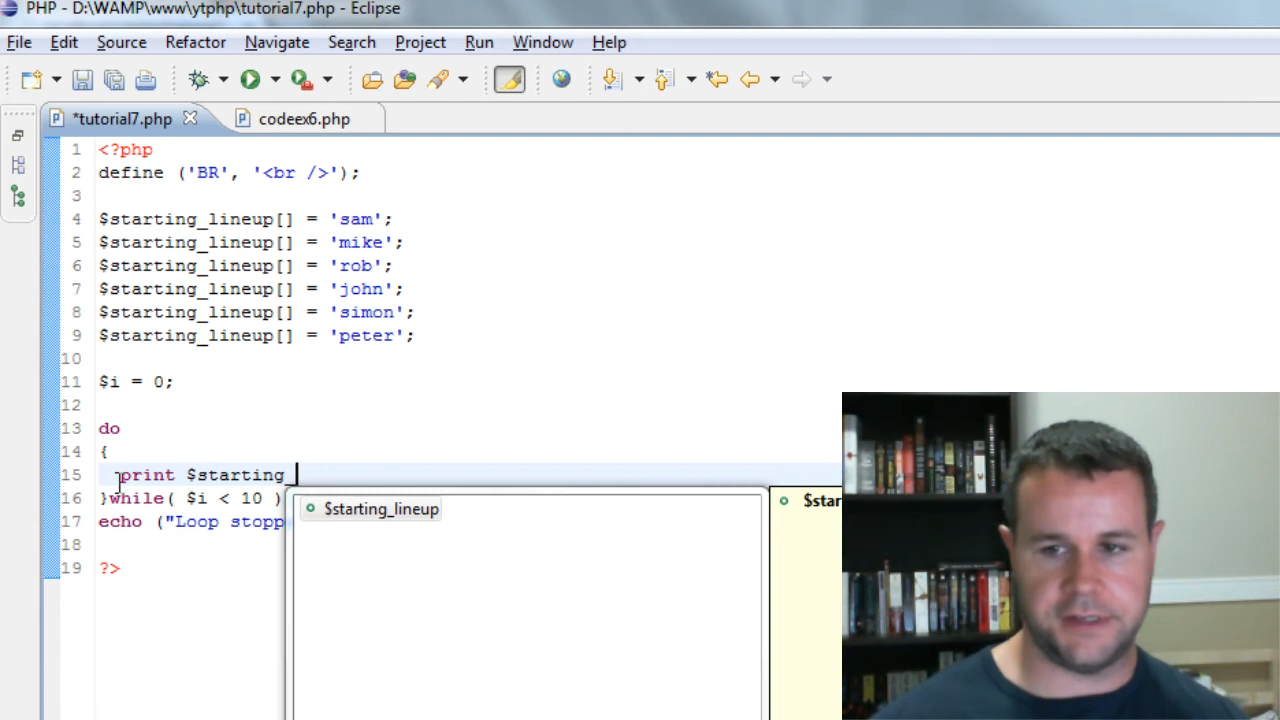 PHP - D:\WAMP\www\ytphp\tutorial7.php - Eclipse
File Edit Source Refactor Navigate Search Project Run Window Help
*tutorial7.php codeex6.php
1 <?php
2 define ('BR', '<br />');
3
4 $starting_lineup[] = 'sam';
5 $starting_lineup[] = 'mike';
6 $starting_lineup[] = 'rob';
7 $starting_lineup[] = 'john';
8 $starting_lineup[] = 'simon';
9 $starting_lineup[] = 'peter';
10
11 $i = 0;
12
13 do
14 {
15 print $starting_
16 }while( $i < 10 )
17 echo ("Loop stopp
18
19 ?>
$starting_lineup
$star